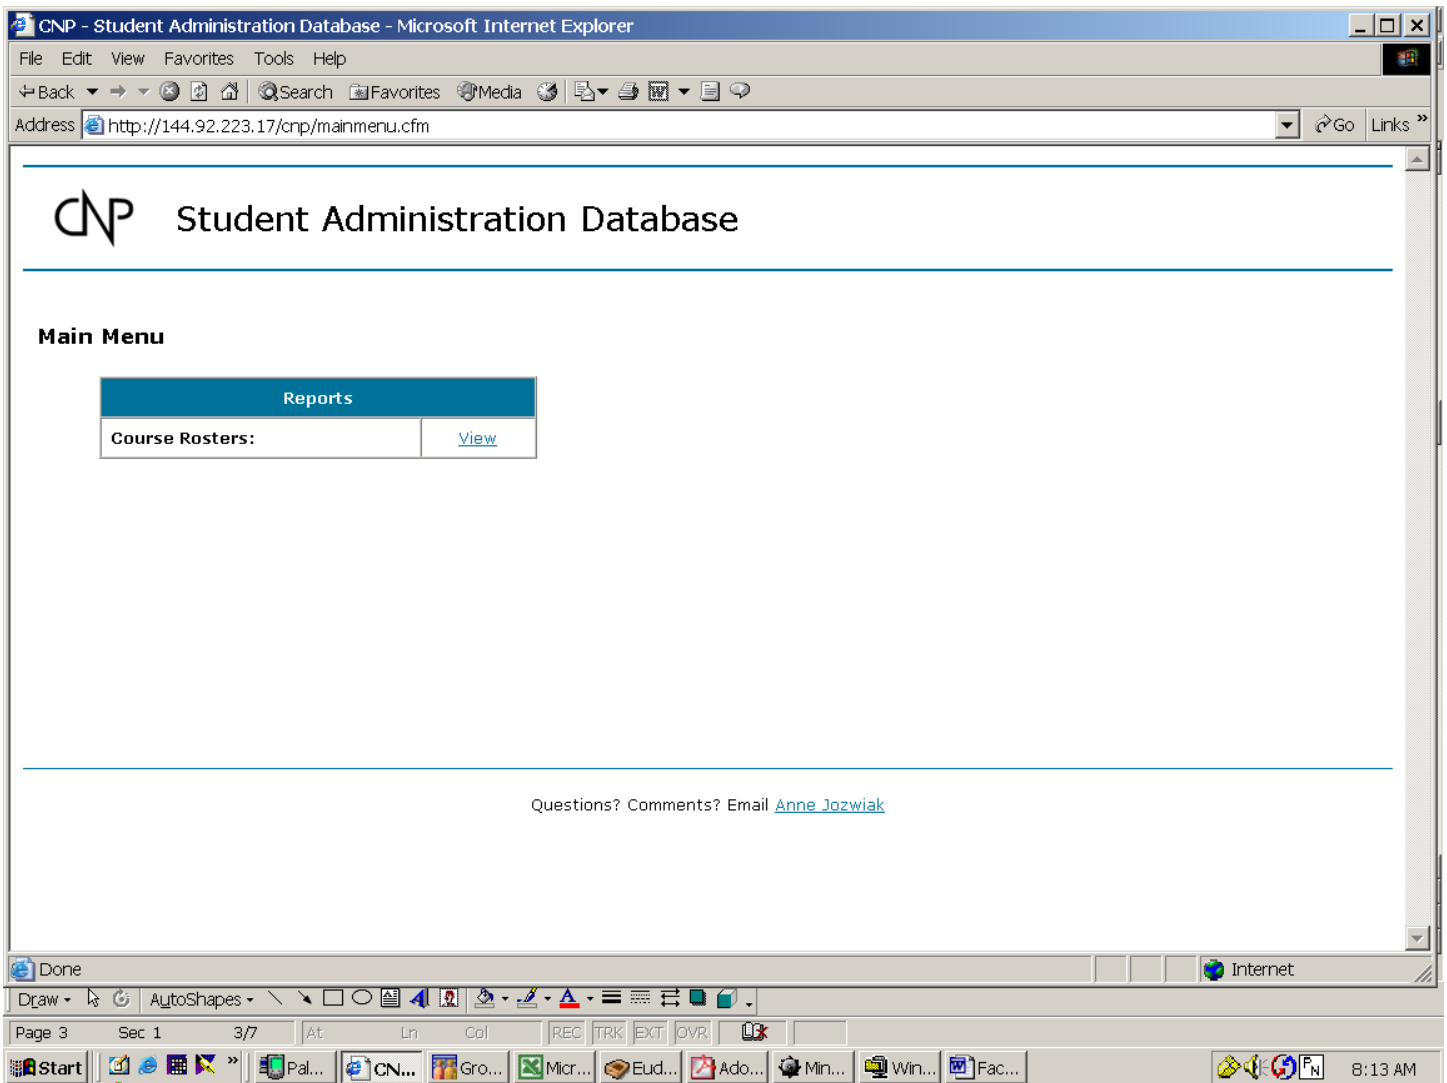 CNP - Student Administration Database - Microsoft Internet Explorer
File Edit View Favorites Tools Help
Back Search Favorites Media
Address http://144.92.223.17/cnp/mainmenu.cfm Go Links »
CNP Student Administration Database
Main Menu
Reports
Course Rosters: View
Questions? Comments? Email Anne Jozwiak
Done Internet
Draw AutoShapes
Page 3 Sec 1 3/7 At Ln Col REC TRK EXT OVR
Start » Pal... CN... Gro... Micr... Eud... Ado... Min... Win... Fac... PN 8:13 AM